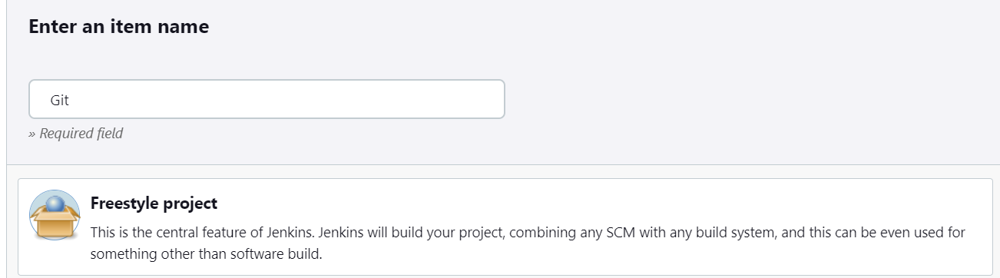 Enter an item name
Git
» Required field
Freestyle project
This is the central feature of Jenkins. Jenkins will build your project, combining any SCM with any build system, and this can be even used for
something other than software build.